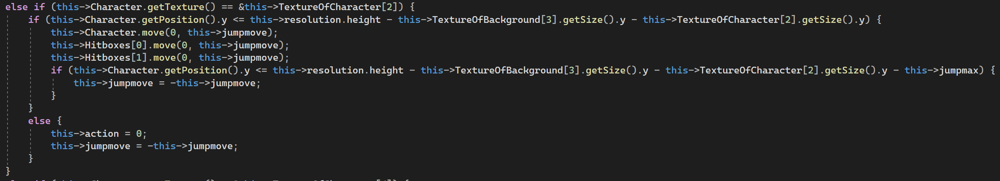 else if (this->Character.getTexture() == &this->TextureOfCharacter[2]) {
if (this->Character.getPosition().y <= this->resolution.height - this->TextureOfBackground[3].getSize().y - this->TextureOfCharacter[2].getSize().y) {
this->Character.move(0, this->jumpmove);
this->Hitboxes[0].move(0, this->jumpmove);
this->Hitboxes[1].move(0, this->jumpmove);
if (this->Character.getPosition().y <= this->resolution.height - this->TextureOfBackground[3].getSize().y - this->TextureOfCharacter[2].getSize().y - this->jumpmax) {
this->jumpmove = -this->jumpmove;
}
}
else {
this->action = 0;
this->jumpmove = -this->jumpmove;
}
}